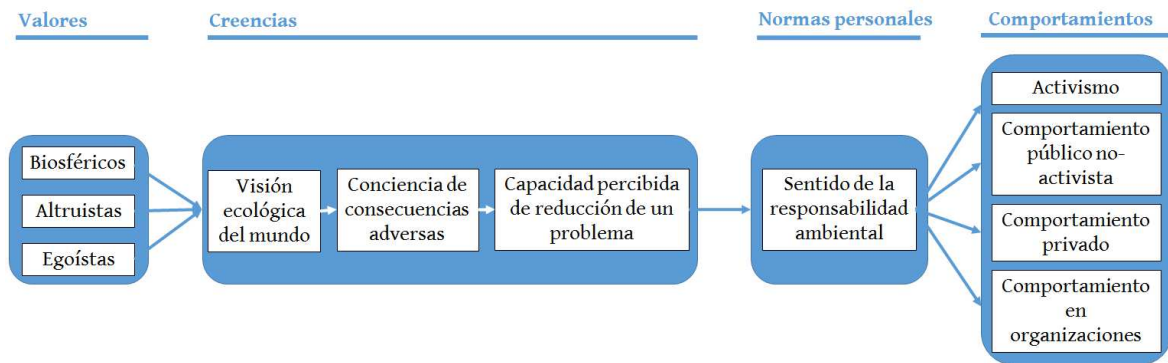 Valores
Creencias
Normas personales
Comportamientos
Biosféricos
Altruistas
Egoístas
Visión
ecológica
del mundo
Conciencia de
consecuencias
adversas
Capacidad percibida
de reducción de un
problema
Sentido de la
responsabilidad
ambiental
Activismo
Comportamiento
público no-
activista
Comportamiento
privado
Comportamiento
en
organizaciones